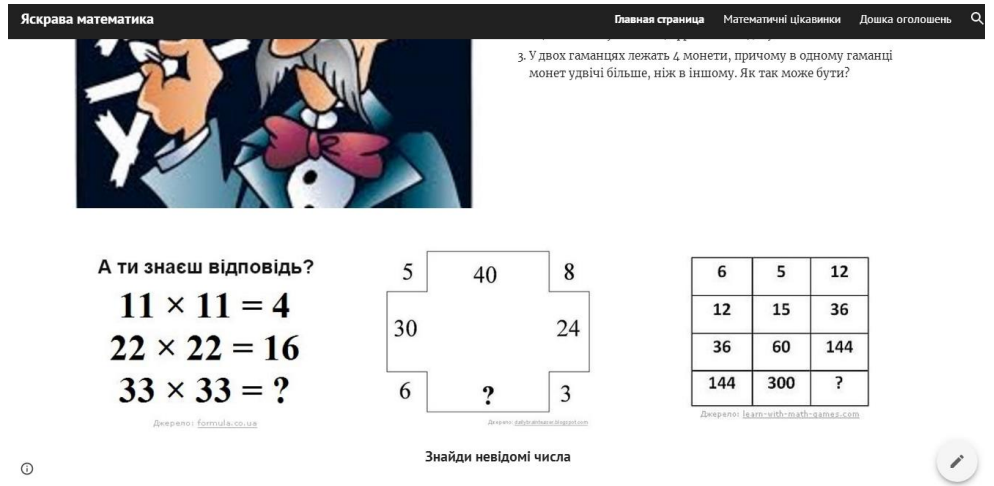 Яскрава математика
Главная страница Математичні цікавинки Дошка оголошень
3. У двох гаманцях лежать 4 монети, причому в одному гаманці
монет удвічі більше, ніж в іншому. Як так може бути?
А ти знаєш відповідь?
11 × 11 = 4
22 × 22 = 16
33 × 33 = ?
Джерело: formula.co.ua
5 40 8
30 24
6 ? 3
Джерело:
6 5 12
12 15 36
36 60 144
144 300 ?
Джерело: learn-with-math-games.com
Знайди невідомі числа